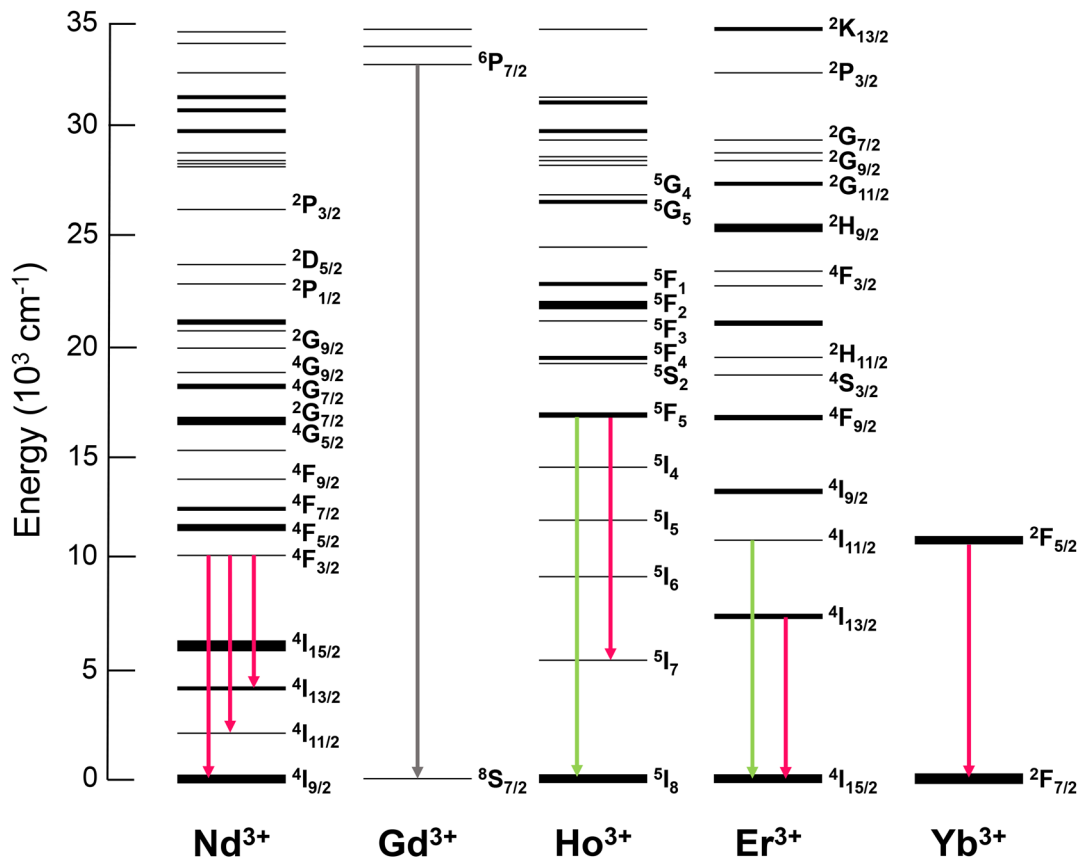 Energy (10³ cm⁻¹)
35
30
25
20
15
10
5
0
²P₃/₂
²D₅/₂
²P₁/₂
²G₉/₂
⁴G₉/₂
⁴G₇/₂
²G₇/₂
⁴G₅/₂
⁴F₉/₂
⁴F₇/₂
⁴F₅/₂
⁴F₃/₂
⁴I₁₅/₂
⁴I₁₃/₂
⁴I₁₁/₂
⁴I₉/₂
Nd³⁺
⁶P₇/₂
⁸S₇/₂
Gd³⁺
⁵G₄
⁵G₅
⁵F₁
⁵F₂
⁵F₃
⁵F₄
⁵S₂
⁵F₅
⁵I₄
⁵I₅
⁵I₆
⁵I₇
⁵I₈
Ho³⁺
²K₁₃/₂
²P₃/₂
²G₇/₂
²G₉/₂
²G₁₁/₂
²H₉/₂
⁴F₃/₂
²H₁₁/₂
⁴S₃/₂
⁴F₉/₂
⁴I₉/₂
⁴I₁₁/₂
⁴I₁₃/₂
⁴I₁₅/₂
Er³⁺
²F₅/₂
²F₇/₂
Yb³⁺